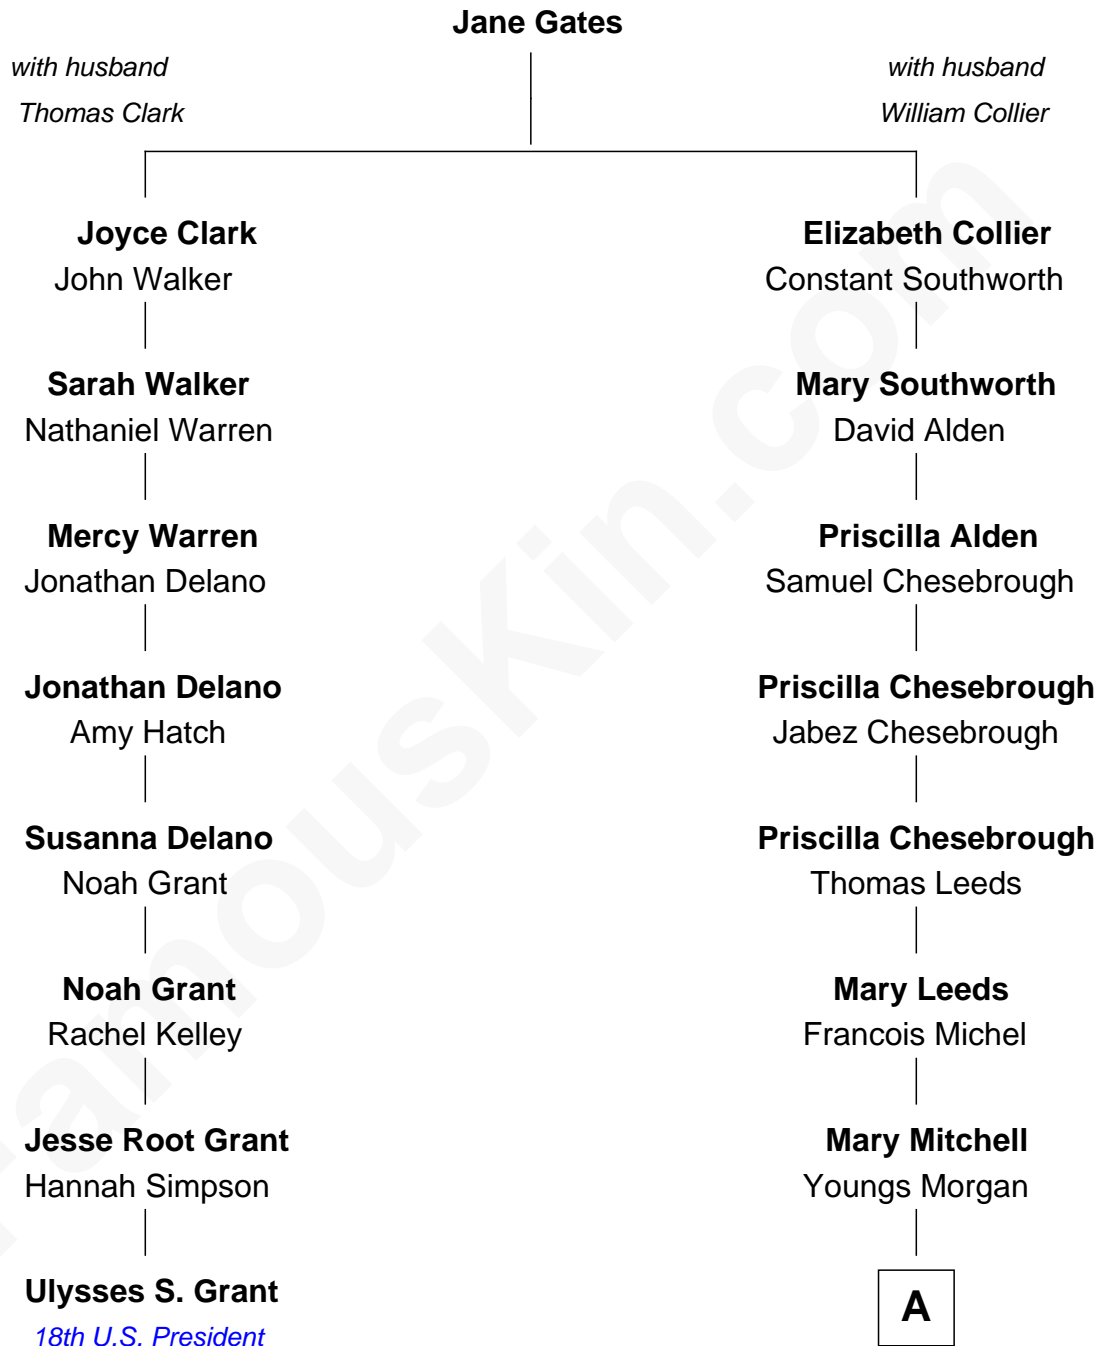 Jane Gates
with husband
Thomas Clark
with husband
William Collier
Joyce Clark
John Walker
Sarah Walker
Nathaniel Warren
Mercy Warren
Jonathan Delano
Jonathan Delano
Amy Hatch
Susanna Delano
Noah Grant
Noah Grant
Rachel Kelley
Jesse Root Grant
Hannah Simpson
Ulysses S. Grant
18th U.S. President
Elizabeth Collier
Constant Southworth
Mary Southworth
David Alden
Priscilla Alden
Samuel Chesebrough
Priscilla Chesebrough
Jabez Chesebrough
Priscilla Chesebrough
Thomas Leeds
Mary Leeds
Francois Michel
Mary Mitchell
Youngs Morgan
A
FamousKin.com